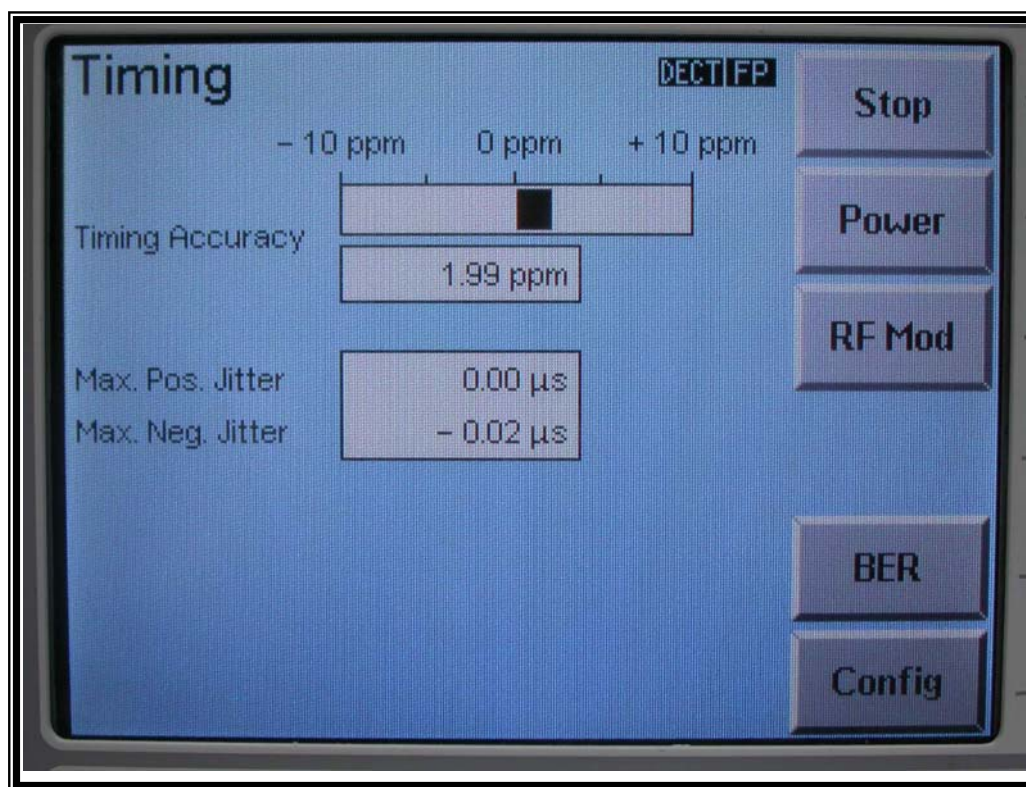 Timing
DECT FP
– 10 ppm 0 ppm + 10 ppm
Timing Accuracy
1.99 ppm
Max. Pos. Jitter 0.00 µs
Max. Neg. Jitter – 0.02 µs
Stop
Power
RF Mod
BER
Config